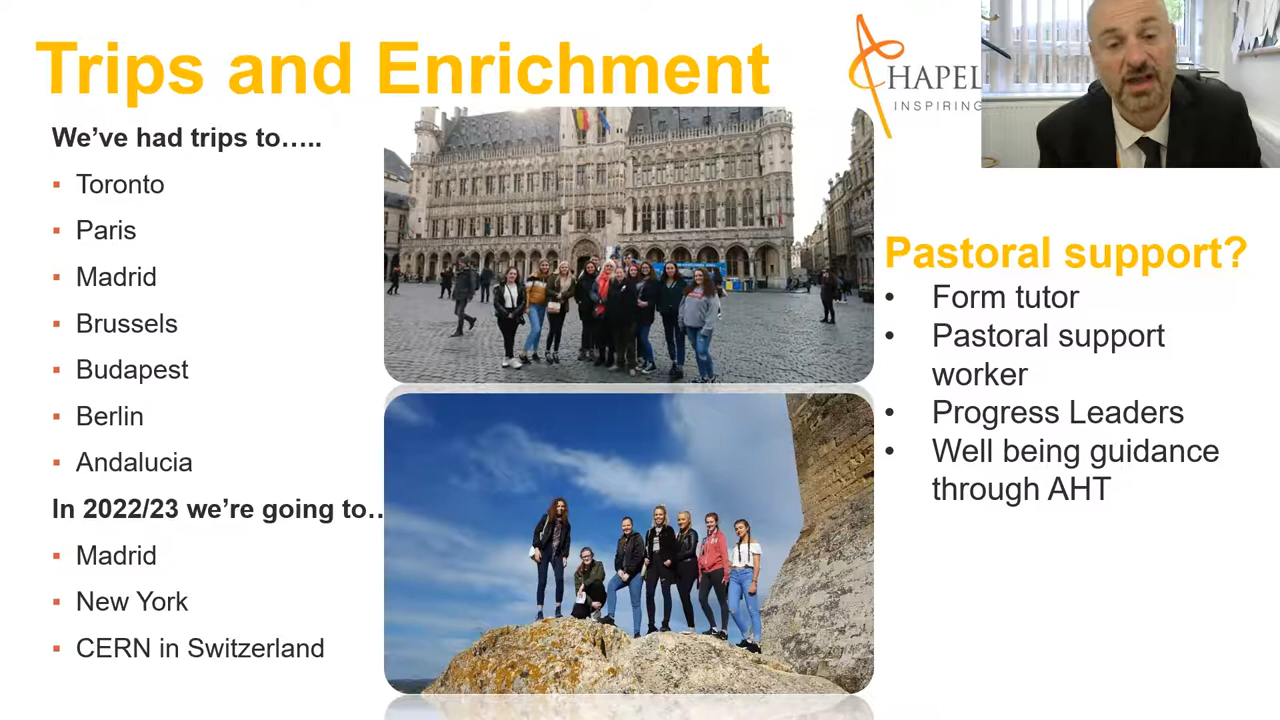 Trips and Enrichment
We’ve had trips to…..
▪ Toronto
▪ Paris
▪ Madrid
▪ Brussels
▪ Budapest
▪ Berlin
▪ Andalucia
In 2022/23 we’re going to..
▪ Madrid
▪ New York
▪ CERN in Switzerland
CHAPEL
INSPIRING
Pastoral support?
• Form tutor
• Pastoral support
worker
• Progress Leaders
• Well being guidance
through AHT